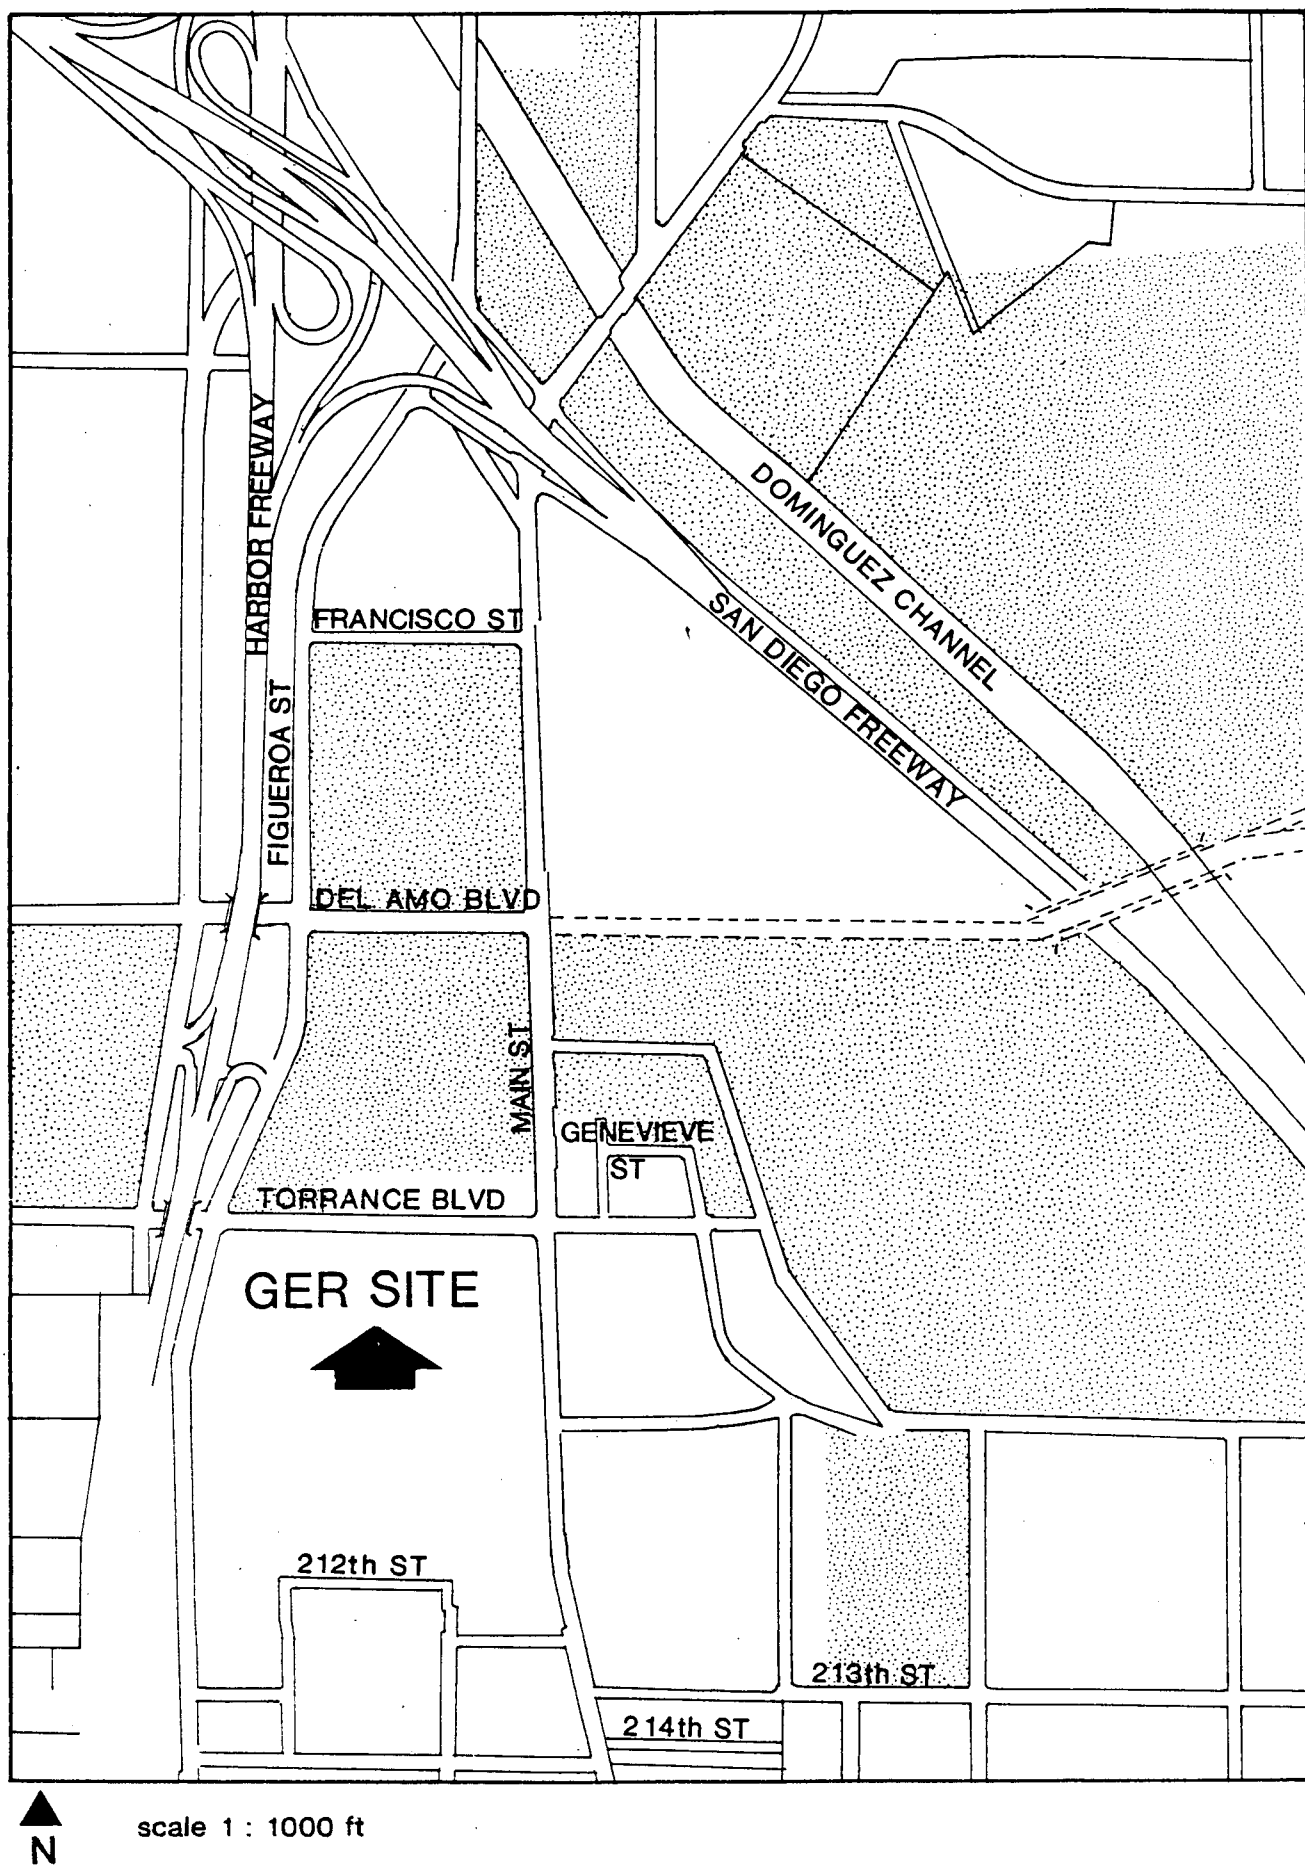 HARBOR FREEWAY
DOMINGUEZ CHANNEL
FRANCISCO ST
SAN DIEGO FREEWAY
FIGUEROA ST
DEL AMO BLVD
MAIN ST
GENEVIEVE
ST
TORRANCE BLVD
GER SITE
212th ST
213th ST
214th ST
N
scale 1 : 1000 ft